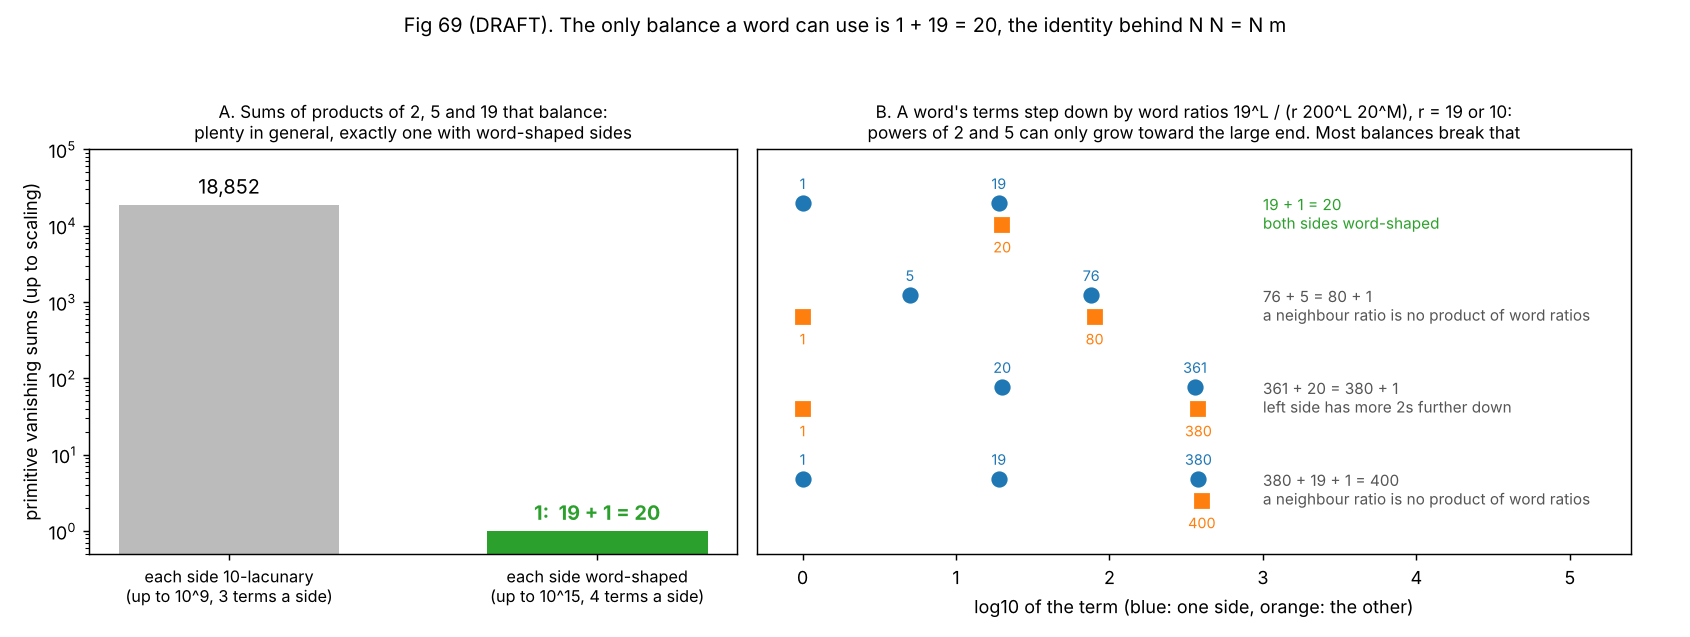 Fig 69 (DRAFT). The only balance a word can use is 1 + 19 = 20, the identity behind N N = N m
A. Sums of products of 2, 5 and 19 that balance:
plenty in general, exactly one with word-shaped sides
primitive vanishing sums (up to scaling)
10^5
10^4
10^3
10^2
10^1
10^0
18,852
1: 19 + 1 = 20
each side 10-lacunary
(up to 10^9, 3 terms a side)
each side word-shaped
(up to 10^15, 4 terms a side)
B. A word's terms step down by word ratios 19^L / (r 200^L 20^M), r = 19 or 10:
powers of 2 and 5 can only grow toward the large end. Most balances break that
1 19
20
19 + 1 = 20
both sides word-shaped
5 76
1 80
76 + 5 = 80 + 1
a neighbour ratio is no product of word ratios
20 361
1 380
361 + 20 = 380 + 1
left side has more 2s further down
1 19 380
400
380 + 19 + 1 = 400
a neighbour ratio is no product of word ratios
0 1 2 3 4 5
log10 of the term (blue: one side, orange: the other)